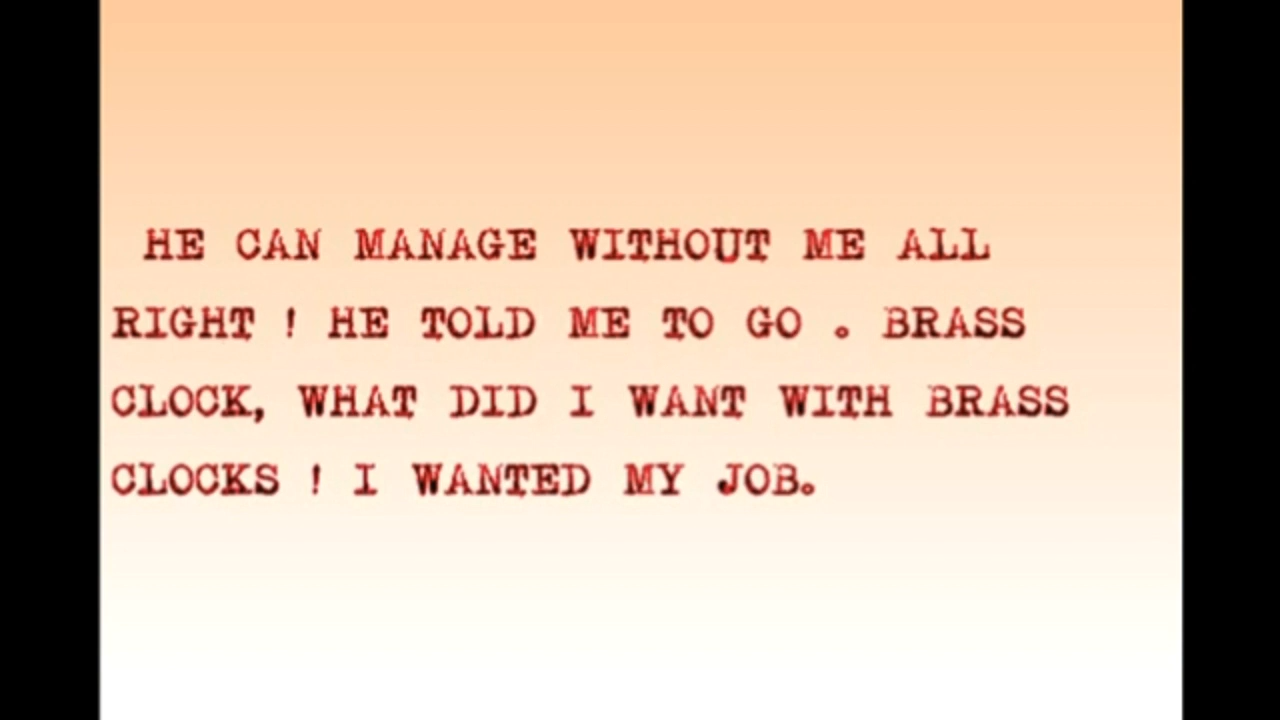 HE CAN MANAGE WITHOUT ME ALL
RIGHT ! HE TOLD ME TO GO . BRASS
CLOCK, WHAT DID I WANT WITH BRASS
CLOCKS ! I WANTED MY JOB.